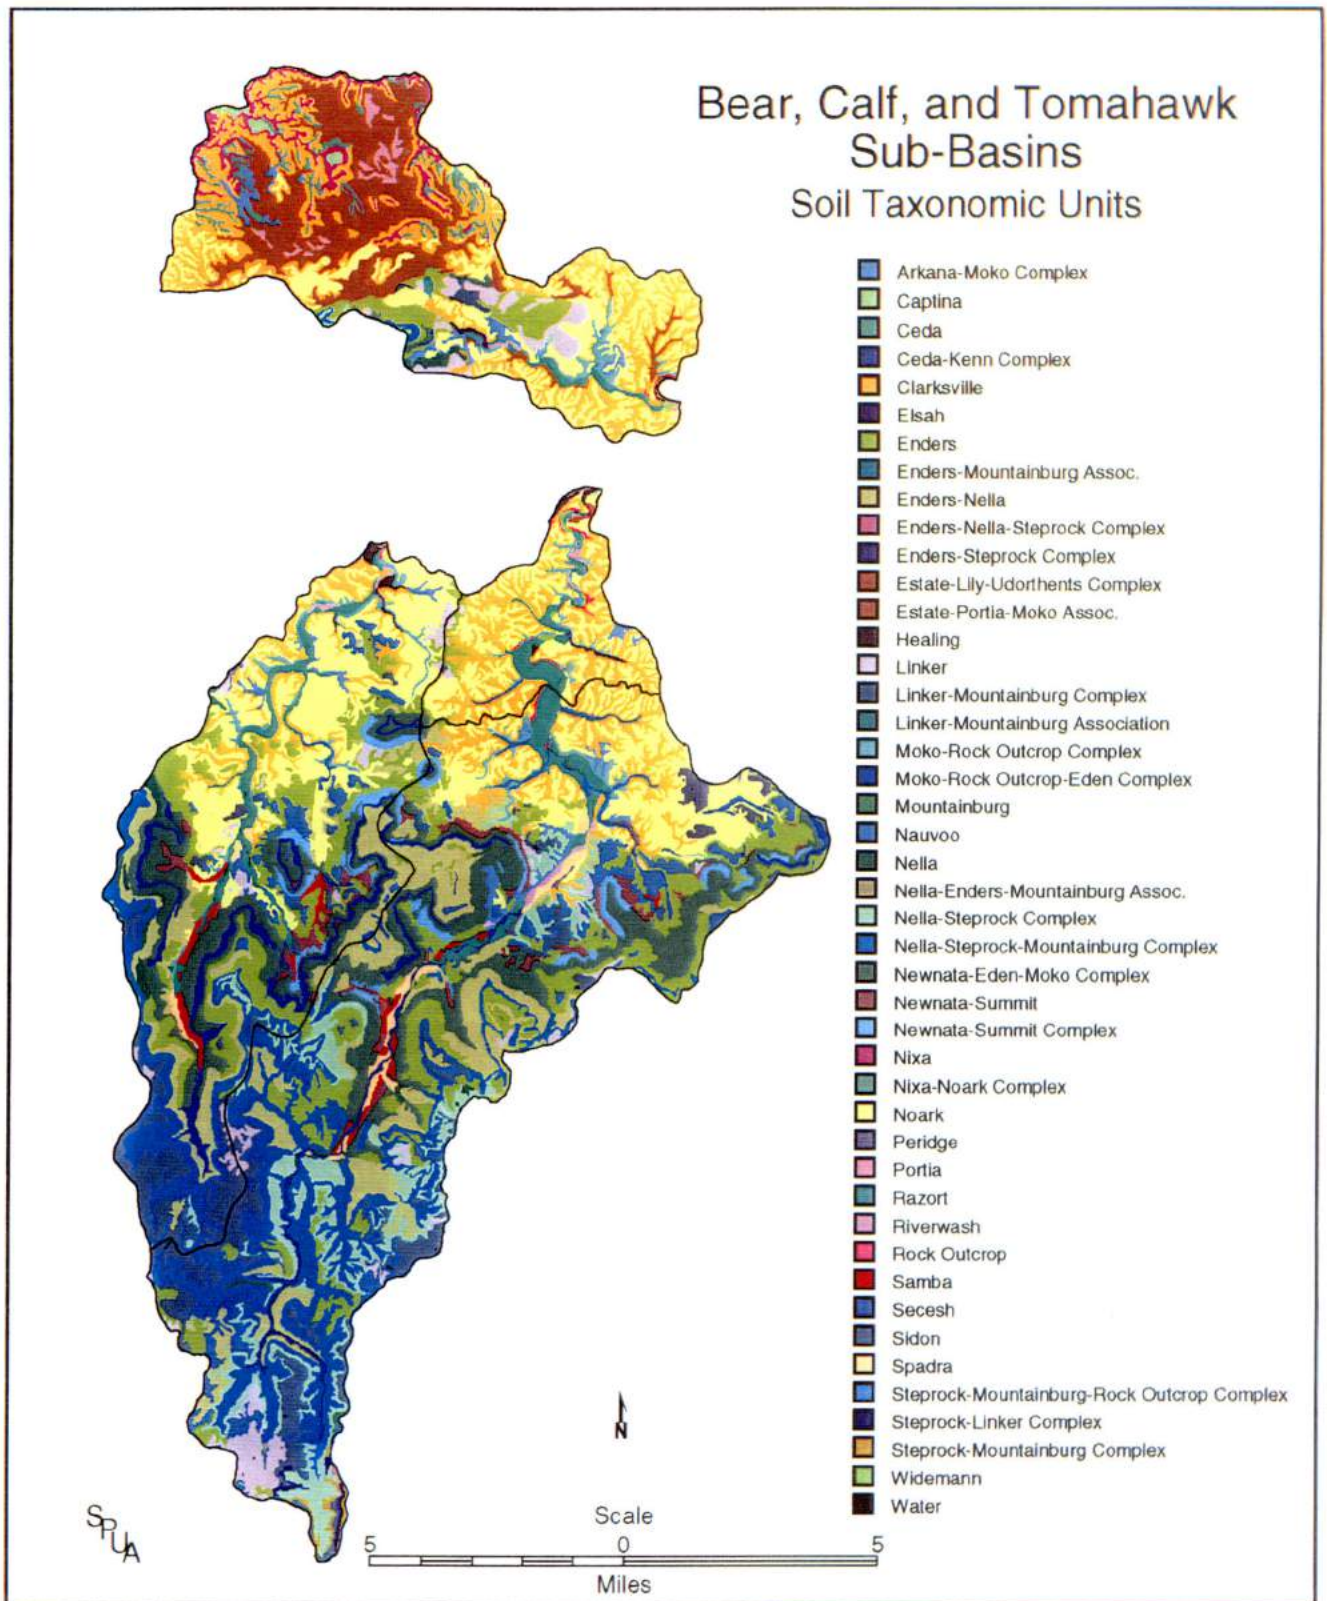 Bear, Calf, and Tomahawk
Sub-Basins
Soil Taxonomic Units
Arkana-Moko Complex
Captina
Ceda
Ceda-Kenn Complex
Clarksville
Elsah
Enders
Enders-Mountainburg Assoc.
Enders-Nella
Enders-Nella-Steprock Complex
Enders-Steprock Complex
Estate-Lily-Udorthents Complex
Estate-Portia-Moko Assoc.
Healing
Linker
Linker-Mountainburg Complex
Linker-Mountainburg Association
Moko-Rock Outcrop Complex
Moko-Rock Outcrop-Eden Complex
Mountainburg
Nauvoo
Nella
Nella-Enders-Mountainburg Assoc.
Nella-Steprock Complex
Nella-Steprock-Mountainburg Complex
Newnata-Eden-Moko Complex
Newnata-Summit
Newnata-Summit Complex
Nixa
Nixa-Noark Complex
Noark
Peridge
Portia
Razort
Riverwash
Rock Outcrop
Samba
Secesh
Sidon
Spadra
Steprock-Mountainburg-Rock Outcrop Complex
Steprock-Linker Complex
Steprock-Mountainburg Complex
Widemann
Water
N
SPUA
Scale
5 0 5
Miles